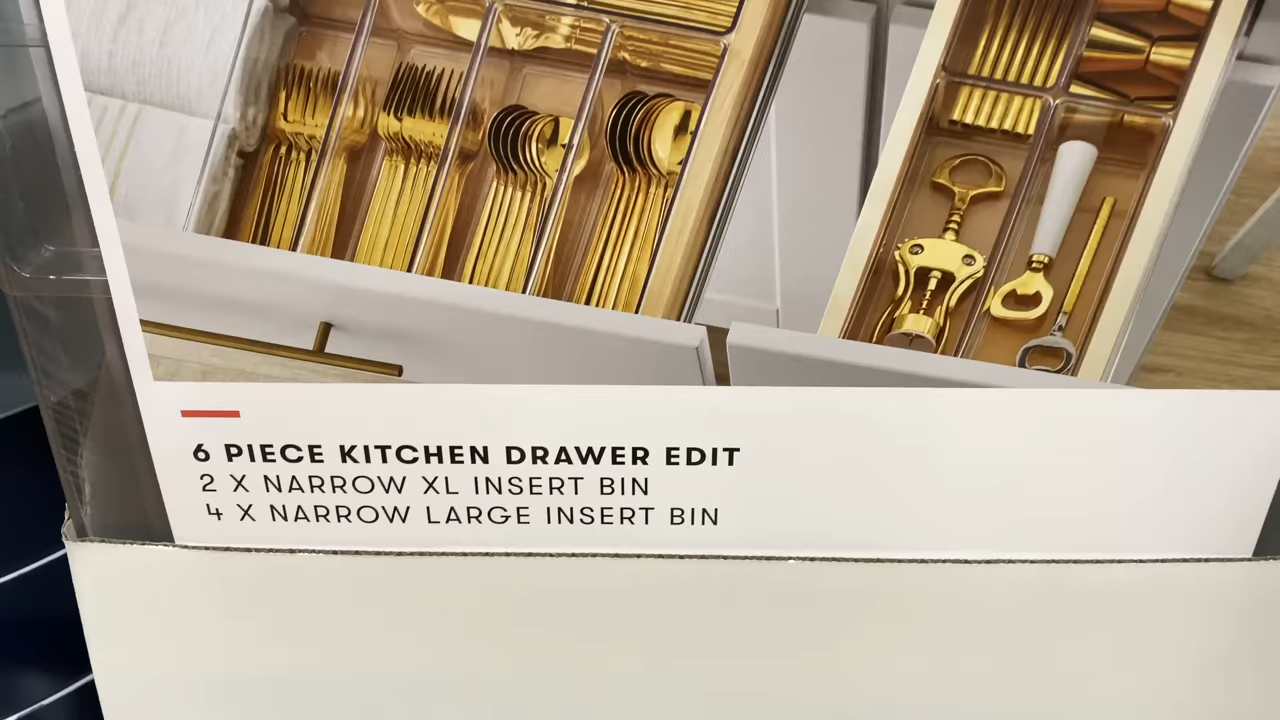 6 PIECE KITCHEN DRAWER EDIT
2 X NARROW XL INSERT BIN
4 X NARROW LARGE INSERT BIN